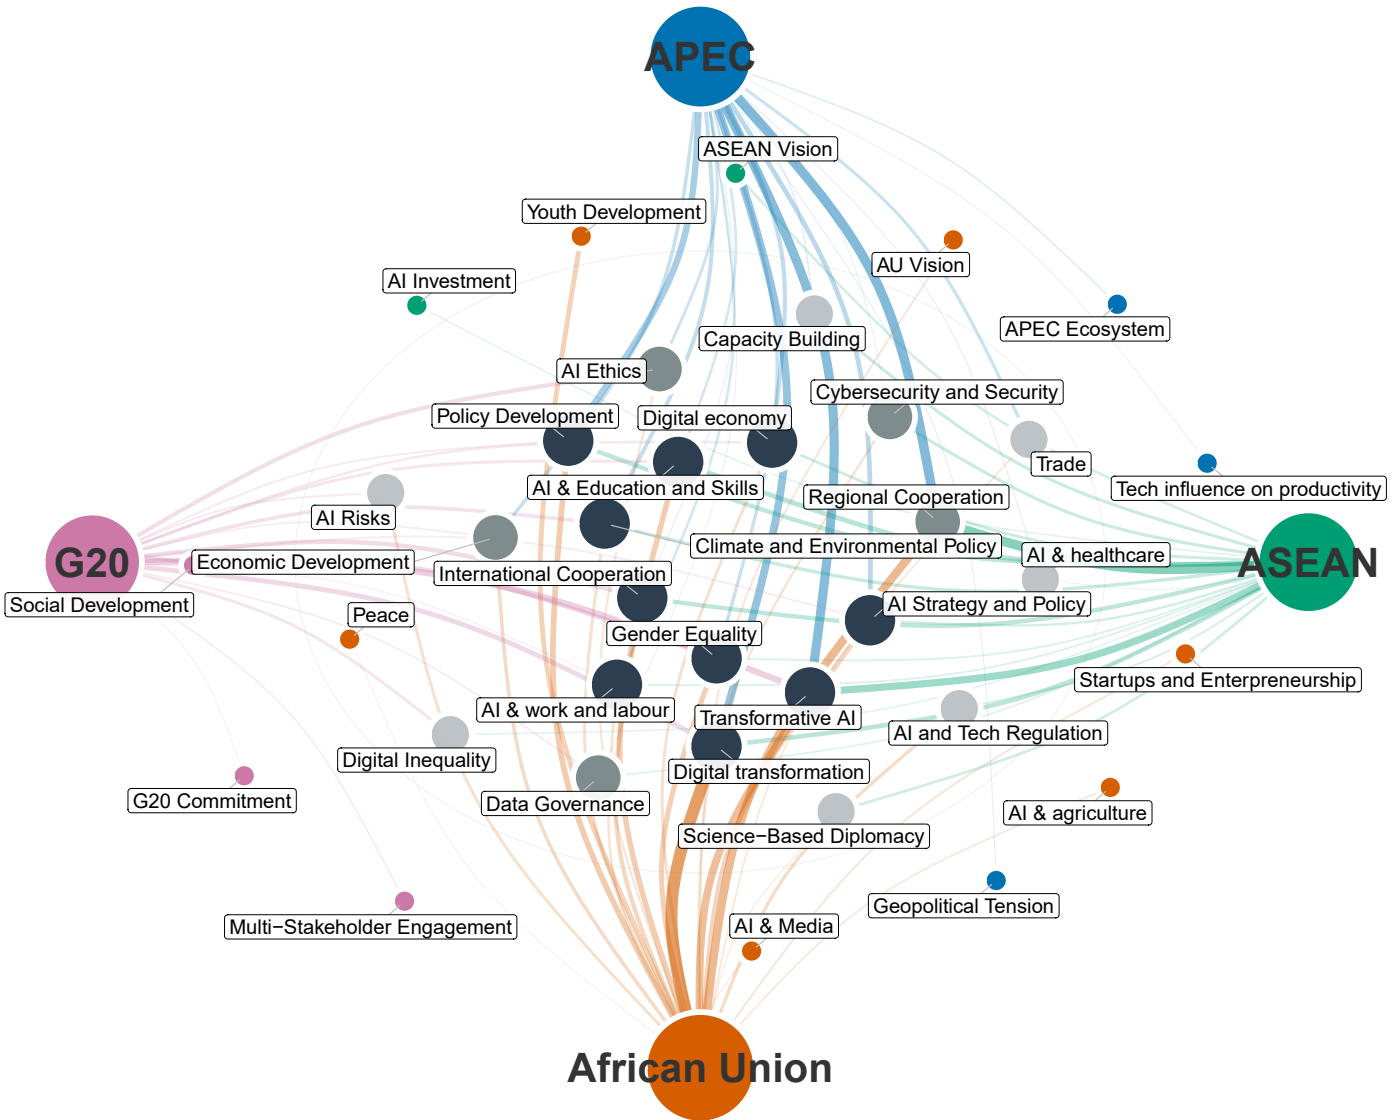 APEC
ASEAN Vision
Youth Development
AU Vision
AI Investment
APEC Ecosystem
Capacity Building
AI Ethics
Cybersecurity and Security
Policy Development
Digital economy
Trade
AI & Education and Skills
Tech influence on productivity
Regional Cooperation
AI Risks
Climate and Environmental Policy
AI & healthcare
G20
Economic Development
ASEAN
International Cooperation
Social Development
AI Strategy and Policy
Peace
Gender Equality
Startups and Enterpreneurship
AI & work and labour
Transformative AI
AI and Tech Regulation
Digital Inequality
Digital transformation
G20 Commitment
Data Governance
AI & agriculture
Science−Based Diplomacy
Geopolitical Tension
Multi−Stakeholder Engagement
AI & Media
African Union